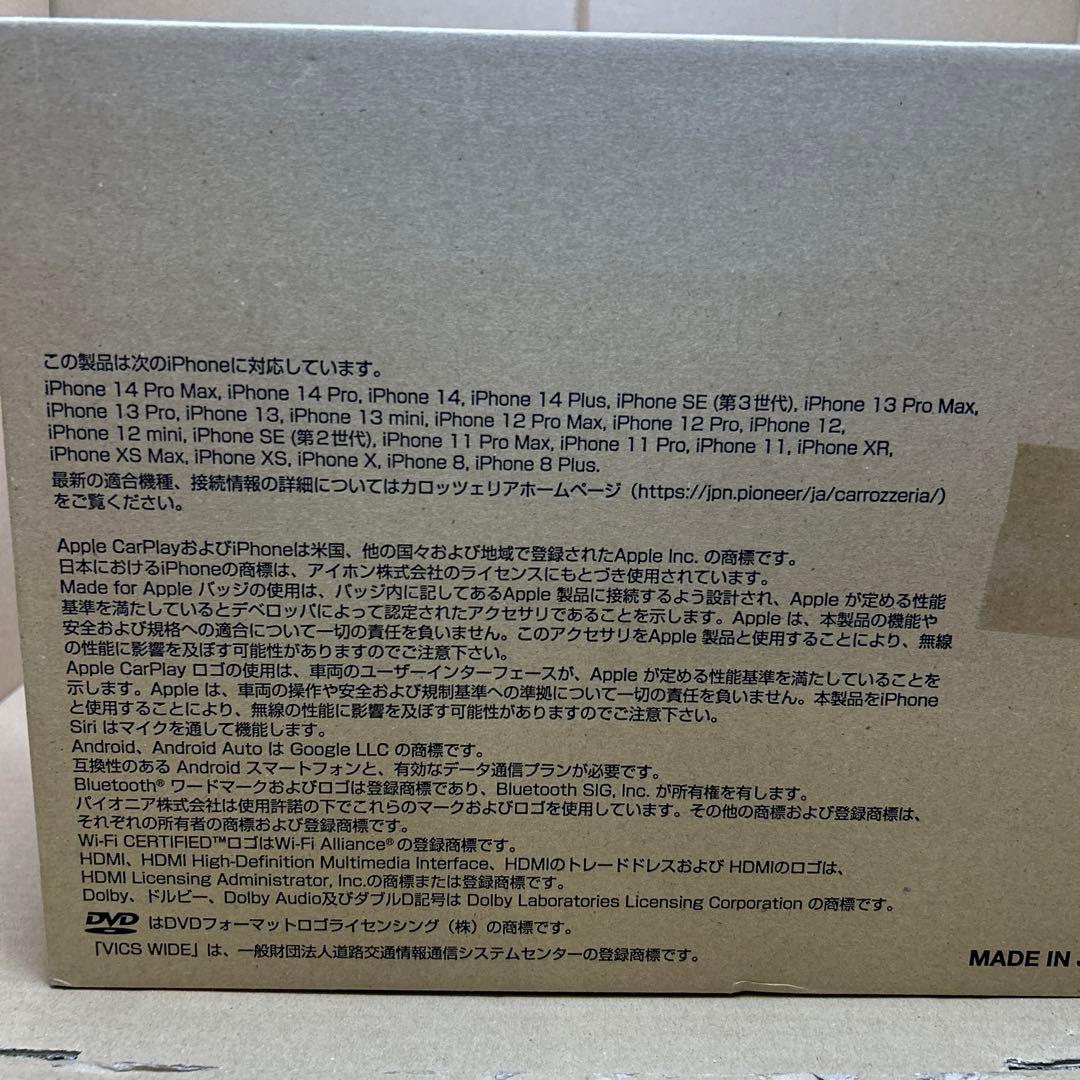 この製品は次のiPhoneに対応しています。
iPhone 14 Pro Max, iPhone 14 Pro, iPhone 14, iPhone 14 Plus, iPhone SE (第3世代), iPhone 13 Pro Max,
iPhone 13 Pro, iPhone 13, iPhone 13 mini, iPhone 12 Pro Max, iPhone 12 Pro, iPhone 12,
iPhone 12 mini, iPhone SE (第2世代), iPhone 11 Pro Max, iPhone 11 Pro, iPhone 11, iPhone XR,
iPhone XS Max, iPhone XS, iPhone X, iPhone 8, iPhone 8 Plus.
最新の適合機種、接続情報の詳細についてはカロッツェリアホームページ（https://jpn.pioneer/ja/carrozzeria/）
をご覧ください。
Apple CarPlayおよびiPhoneは米国、他の国々および地域で登録されたApple Inc. の商標です。
日本におけるiPhoneの商標は、アイホン株式会社のライセンスにもとづき使用されています。
Made for Apple バッジの使用は、バッジ内に記してあるApple 製品に接続するよう設計され、Apple が定める性能
基準を満たしているとデベロッパによって認定されたアクセサリであることを示します。Apple は、本製品の機能や
安全および規格への適合について一切の責任を負いません。このアクセサリをApple 製品と使用することにより、無線
の性能に影響を及ぼす可能性がありますのでご注意下さい。
Apple CarPlay ロゴの使用は、車両のユーザーインターフェースが、Apple が定める性能基準を満たしていることを
示します。Apple は、車両の操作や安全および規制基準への準拠について一切の責任を負いません。本製品をiPhone
と使用することにより、無線の性能に影響を及ぼす可能性がありますのでご注意下さい。
Siri はマイクを通して機能します。
Android、Android Auto は Google LLC の商標です。
互換性のある Android スマートフォンと、有効なデータ通信プランが必要です。
Bluetooth® ワードマークおよびロゴは登録商標であり、Bluetooth SIG, Inc. が所有権を有します。
パイオニア株式会社は使用許諾の下でこれらのマークおよびロゴを使用しています。その他の商標および登録商標は、
それぞれの所有者の商標および登録商標です。
Wi-Fi CERTIFIED™ロゴはWi-Fi Alliance® の登録商標です。
HDMI、HDMI High-Definition Multimedia Interface、HDMIのトレードドレスおよび HDMIのロゴは、
HDMI Licensing Administrator, Inc.の商標または登録商標です。
Dolby、ドルビー、Dolby Audio及びダブルD記号は Dolby Laboratories Licensing Corporation の商標です。
DVD はDVDフォーマットロゴライセンシング（株）の商標です。
「VICS WIDE」は、一般財団法人道路交通情報通信システムセンターの登録商標です。
MADE IN J